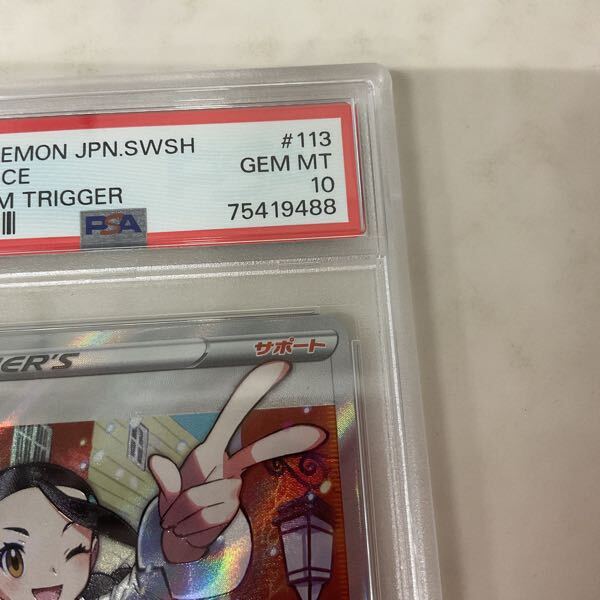 EMON JPN.SWSH #113
CE GEM MT
M TRIGGER 10
PSA 75419488
ER'S サポート